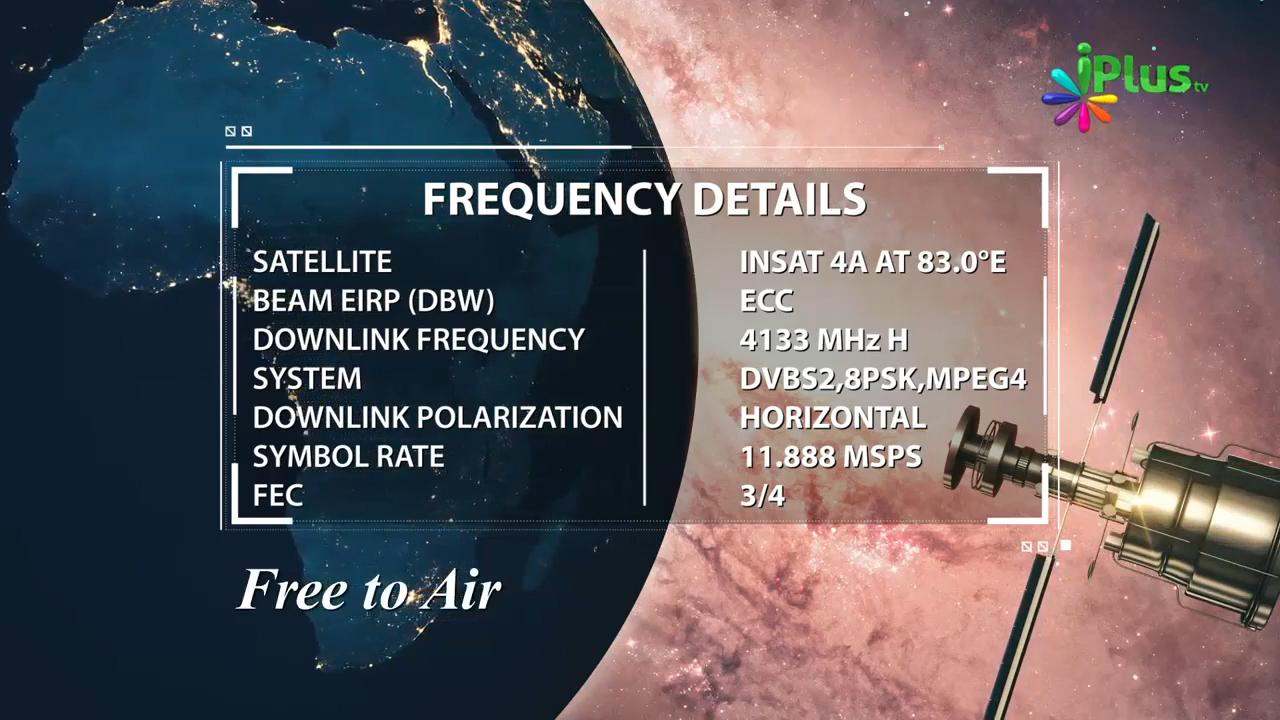 iPlus tv
FREQUENCY DETAILS
SATELLITE INSAT 4A AT 83.0°E
BEAM EIRP (DBW) ECC
DOWNLINK FREQUENCY 4133 MHz H
SYSTEM DVBS2,8PSK,MPEG4
DOWNLINK POLARIZATION HORIZONTAL
SYMBOL RATE 11.888 MSPS
FEC 3/4
Free to Air